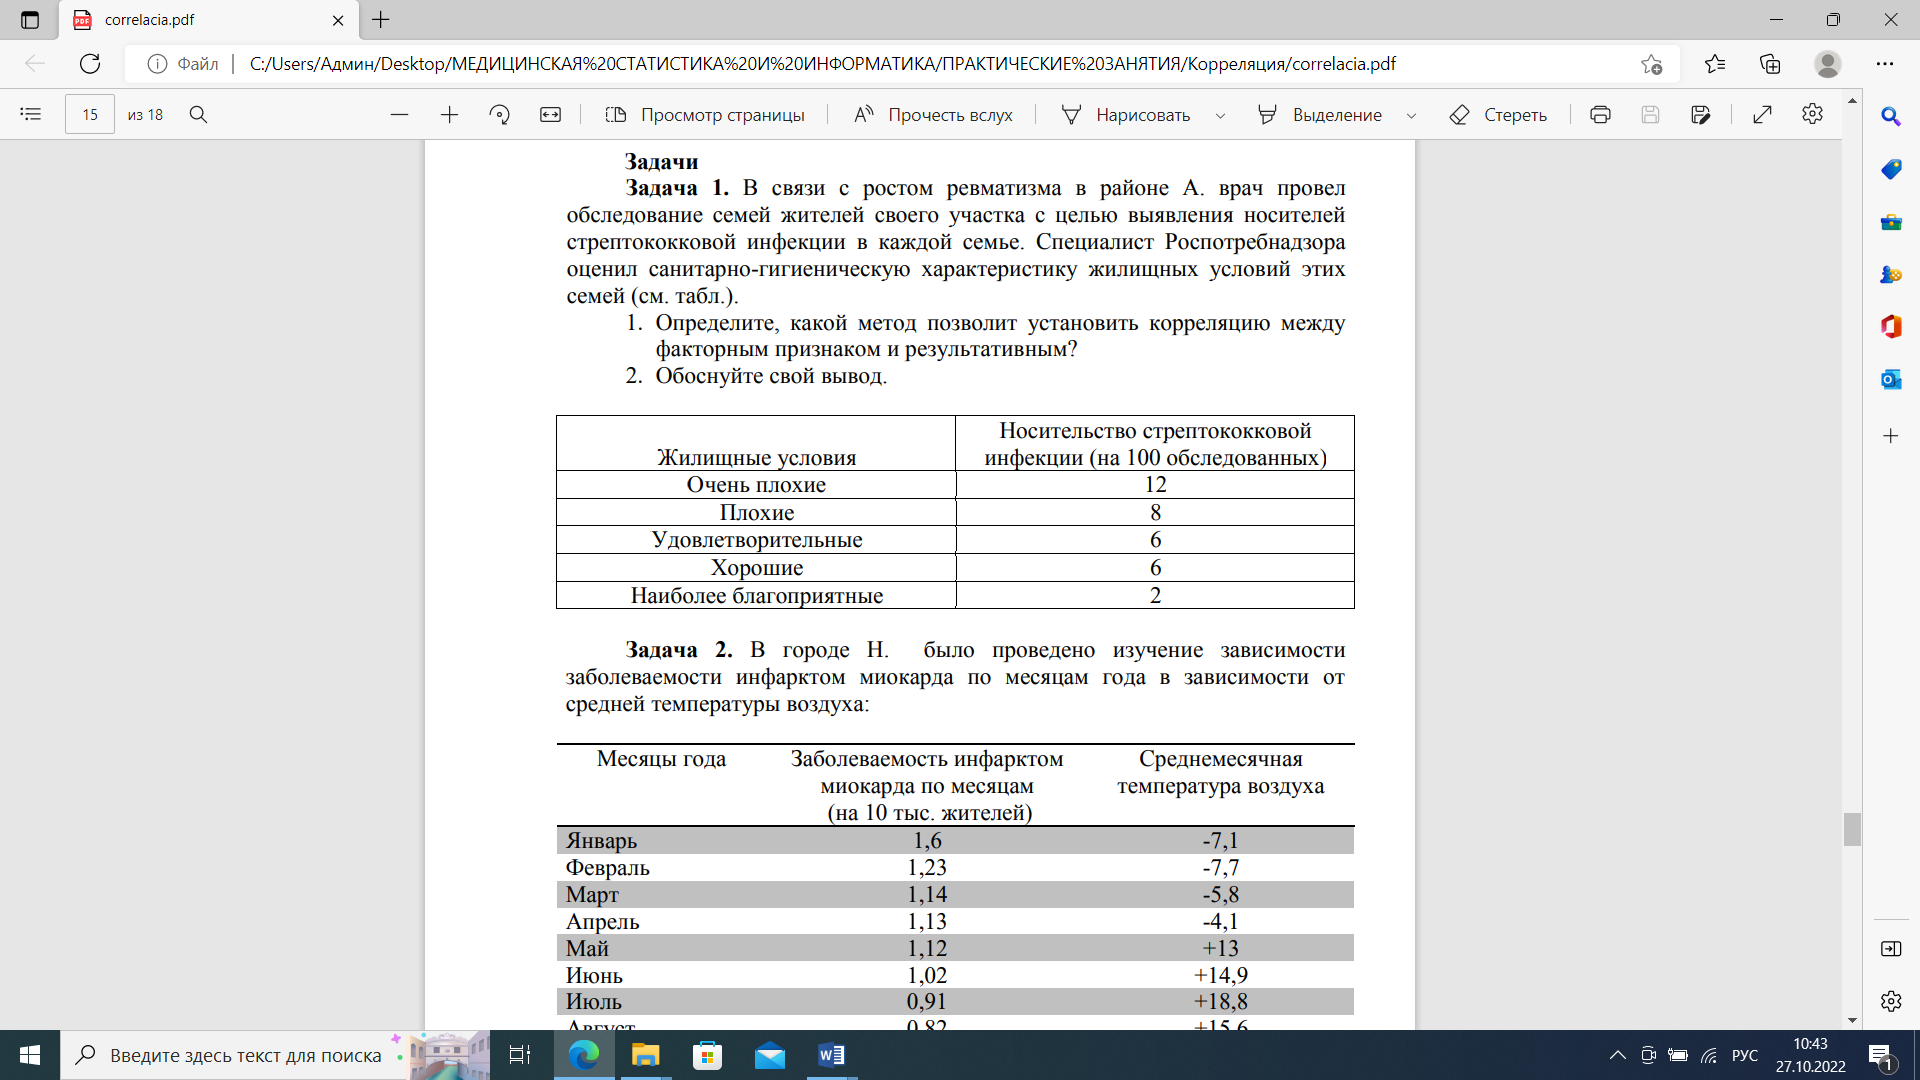 correlacia.pdf
Файл
C:/Users/Админ/Desktop/МЕДИЦИНСКАЯ%20СТАТИСТИКА%20И%20ИНФОРМАТИКА/ПРАКТИЧЕСКИЕ%20ЗАНЯТИЯ/Корреляция/correlacia.pdf
15 из 18
Просмотр страницы
Прочесть вслух
Нарисовать
Выделение
Стереть
Задачи
Задача 1. В связи с ростом ревматизма в районе А. врач провел
обследование семей жителей своего участка с целью выявления носителей
стрептококковой инфекции в каждой семье. Специалист Роспотребнадзора
оценил санитарно-гигиеническую характеристику жилищных условий этих
семей (см. табл.).
1. Определите, какой метод позволит установить корреляцию между
факторным признаком и результативным?
2. Обоснуйте свой вывод.
Жилищные условия
Носительство стрептококковой
инфекции (на 100 обследованных)
Очень плохие 12
Плохие 8
Удовлетворительные 6
Хорошие 6
Наиболее благоприятные 2
Задача 2. В городе Н. было проведено изучение зависимости
заболеваемости инфарктом миокарда по месяцам года в зависимости от
средней температуры воздуха:
Месяцы года
Заболеваемость инфарктом
миокарда по месяцам
(на 10 тыс. жителей)
Среднемесячная
температура воздуха
Январь 1,6 -7,1
Февраль 1,23 -7,7
Март 1,14 -5,8
Апрель 1,13 -4,1
Май 1,12 +13
Июнь 1,02 +14,9
Июль 0,91 +18,8
Август 0,82 +15,6
Введите здесь текст для поиска
РУС
10:43
27.10.2022
1